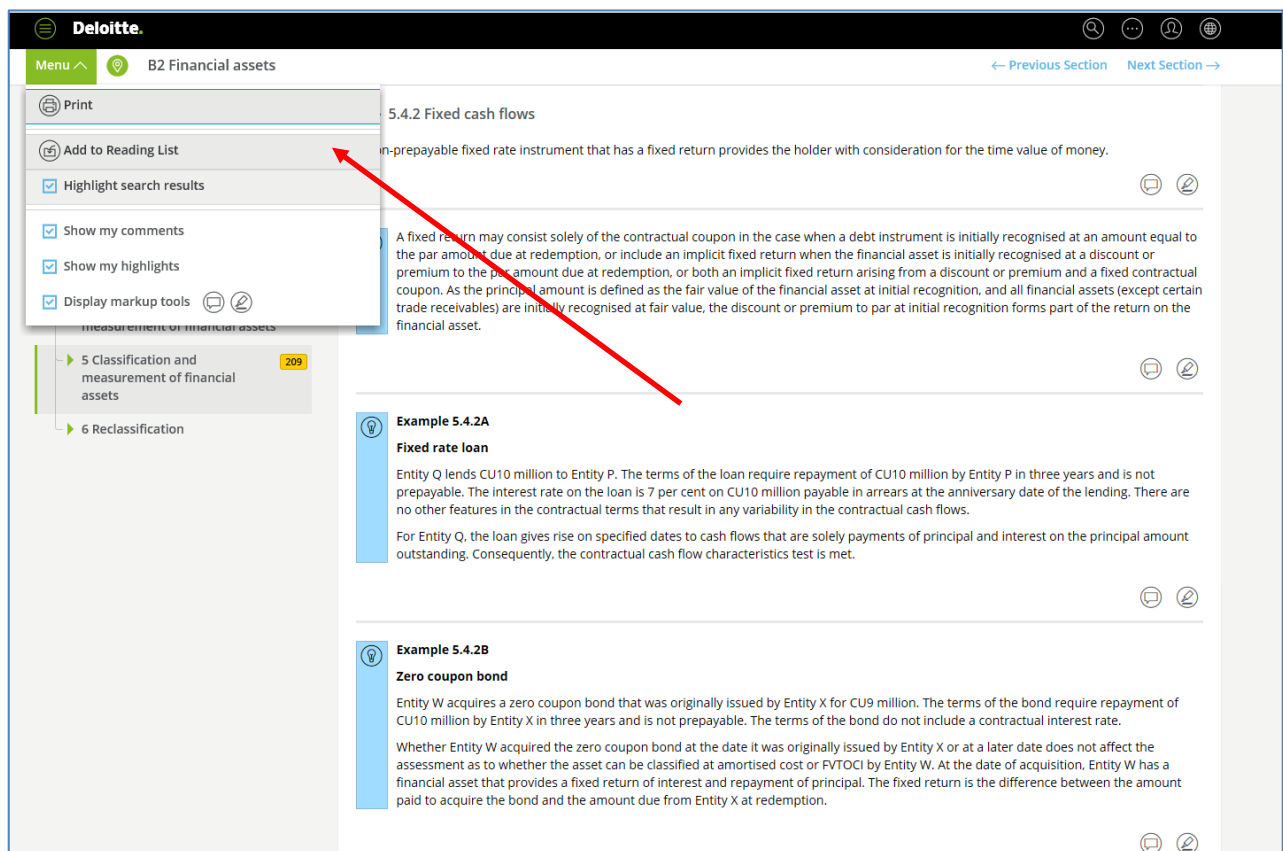 Deloitte.
Menu
B2 Financial assets
← Previous Section Next Section →
Print
Add to Reading List
Highlight search results
Show my comments
Show my highlights
Display markup tools
measurement of financial assets
5 Classification and
measurement of financial
assets
209
6 Reclassification
5.4.2 Fixed cash flows
n-prepayable fixed rate instrument that has a fixed return provides the holder with consideration for the time value of money.
A fixed return may consist solely of the contractual coupon in the case when a debt instrument is initially recognised at an amount equal to
the par amount due at redemption, or include an implicit fixed return when the financial asset is initially recognised at a discount or
premium to the par amount due at redemption, or both an implicit fixed return arising from a discount or premium and a fixed contractual
coupon. As the principal amount is defined as the fair value of the financial asset at initial recognition, and all financial assets (except certain
trade receivables) are initially recognised at fair value, the discount or premium to par at initial recognition forms part of the return on the
financial asset.
Example 5.4.2A
Fixed rate loan
Entity Q lends CU10 million to Entity P. The terms of the loan require repayment of CU10 million by Entity P in three years and is not
prepayable. The interest rate on the loan is 7 per cent on CU10 million payable in arrears at the anniversary date of the lending. There are
no other features in the contractual terms that result in any variability in the contractual cash flows.
For Entity Q, the loan gives rise on specified dates to cash flows that are solely payments of principal and interest on the principal amount
outstanding. Consequently, the contractual cash flow characteristics test is met.
Example 5.4.2B
Zero coupon bond
Entity W acquires a zero coupon bond that was originally issued by Entity X for CU9 million. The terms of the bond require repayment of
CU10 million by Entity X in three years and is not prepayable. The terms of the bond do not include a contractual interest rate.
Whether Entity W acquired the zero coupon bond at the date it was originally issued by Entity X or at a later date does not affect the
assessment as to whether the asset can be classified at amortised cost or FVTOCI by Entity W. At the date of acquisition, Entity W has a
financial asset that provides a fixed return of interest and repayment of principal. The fixed return is the difference between the amount
paid to acquire the bond and the amount due from Entity X at redemption.